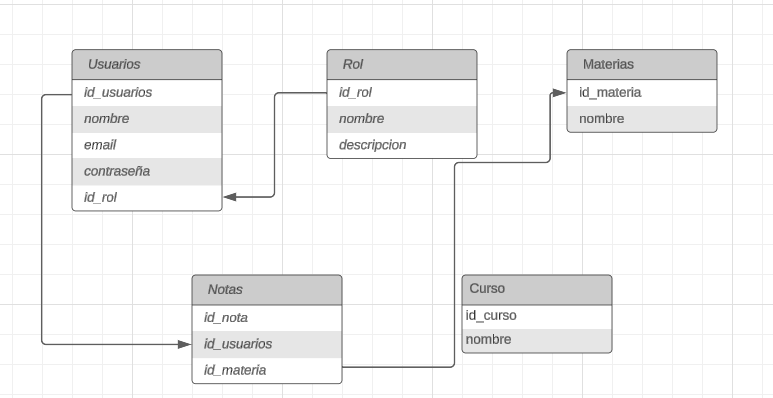 Usuarios
id_usuarios
nombre
email
contraseña
id_rol
Rol
id_rol
nombre
descripcion
Materias
id_materia
nombre
Notas
id_nota
id_usuarios
id_materia
Curso
id_curso
nombre